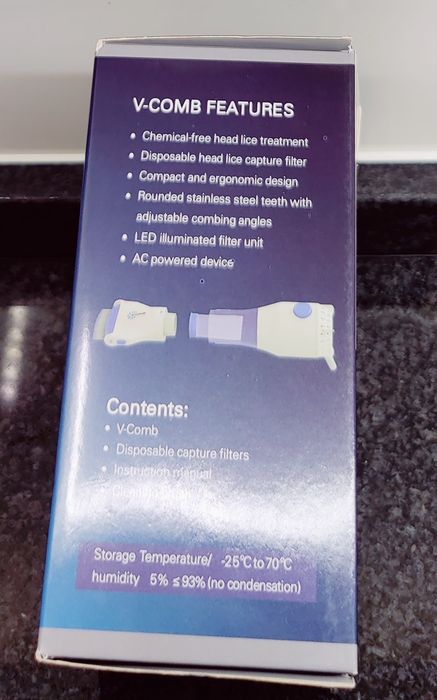 V-COMB FEATURES
• Chemical-free head lice treatment
• Disposable head lice capture filter
• Compact and ergonomic design
• Rounded stainless steel teeth with
adjustable combing angles
• LED illuminated filter unit
• AC powered device
Contents:
• V-Comb
• Disposable capture filters
• Instruction manual
• Cleaning brush
Storage Temperature/ -25℃ to 70℃
humidity 5% ≤93% (no condensation)